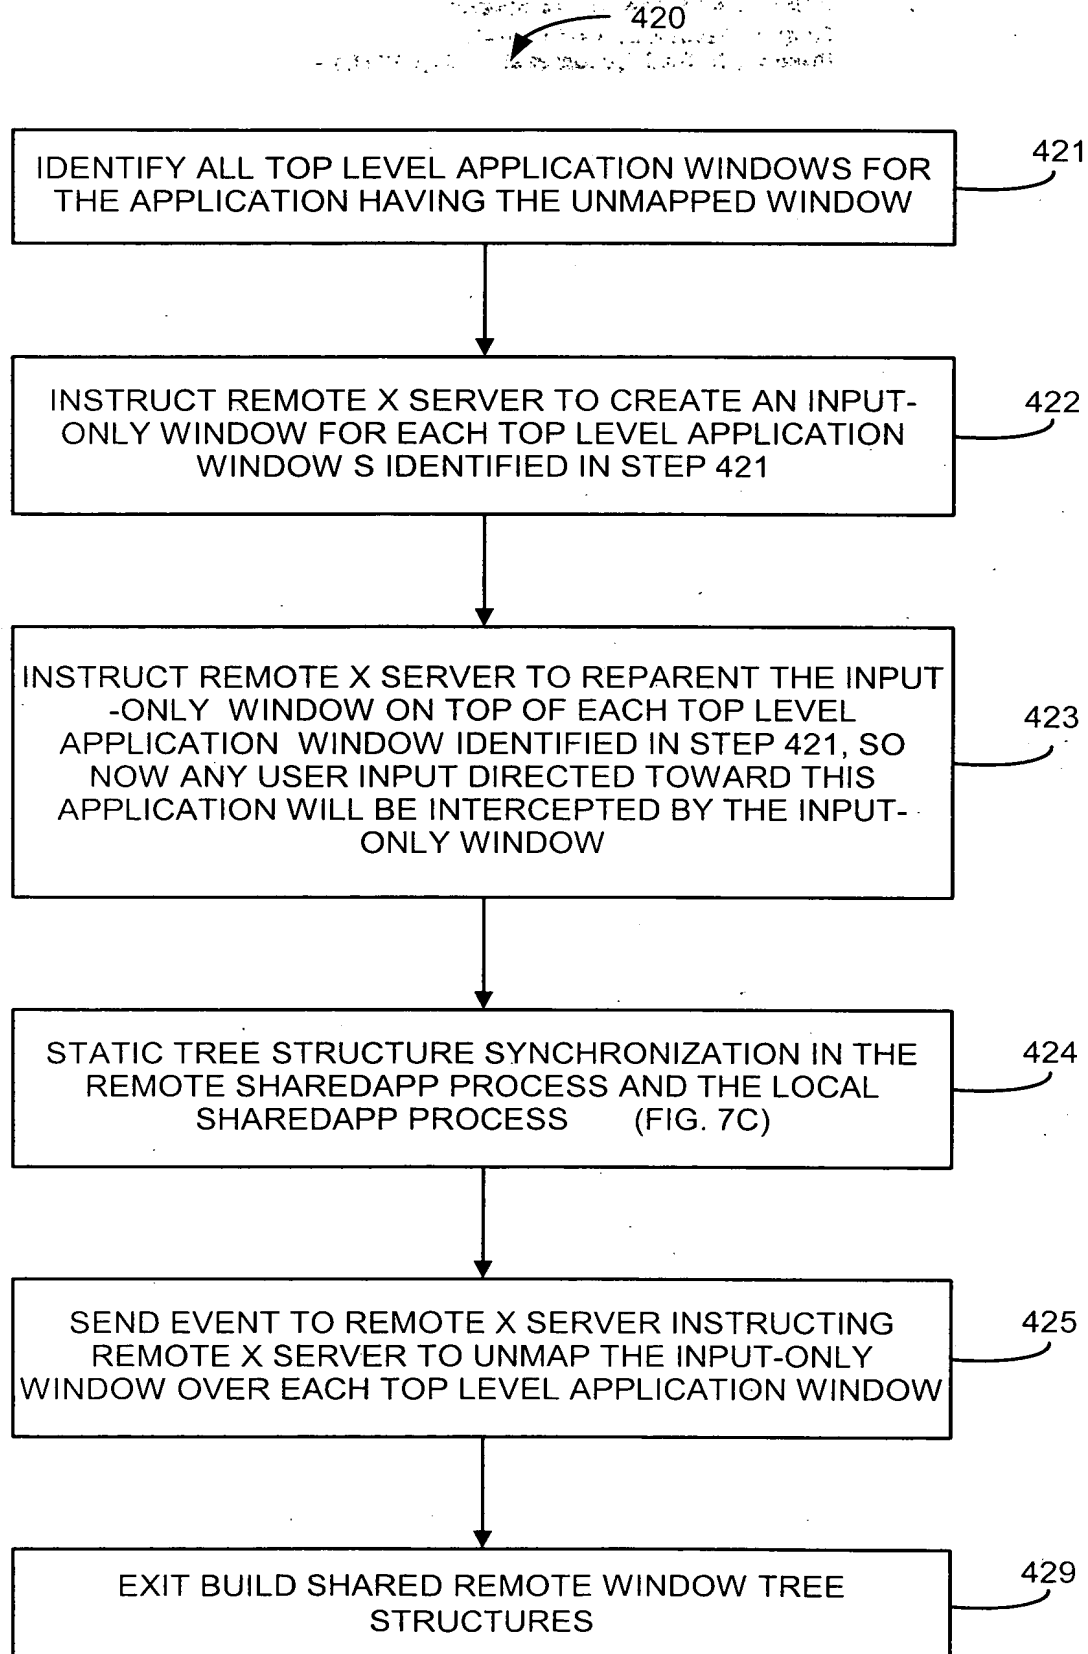 420
IDENTIFY ALL TOP LEVEL APPLICATION WINDOWS FOR
THE APPLICATION HAVING THE UNMAPPED WINDOW
421
INSTRUCT REMOTE X SERVER TO CREATE AN INPUT-
ONLY WINDOW FOR EACH TOP LEVEL APPLICATION
WINDOW S IDENTIFIED IN STEP 421
422
INSTRUCT REMOTE X SERVER TO REPARENT THE INPUT
-ONLY WINDOW ON TOP OF EACH TOP LEVEL
APPLICATION WINDOW IDENTIFIED IN STEP 421, SO
NOW ANY USER INPUT DIRECTED TOWARD THIS
APPLICATION WILL BE INTERCEPTED BY THE INPUT-
ONLY WINDOW
423
STATIC TREE STRUCTURE SYNCHRONIZATION IN THE
REMOTE SHAREDAPP PROCESS AND THE LOCAL
SHAREDAPP PROCESS (FIG. 7C)
424
SEND EVENT TO REMOTE X SERVER INSTRUCTING
REMOTE X SERVER TO UNMAP THE INPUT-ONLY
WINDOW OVER EACH TOP LEVEL APPLICATION WINDOW
425
EXIT BUILD SHARED REMOTE WINDOW TREE
STRUCTURES
429